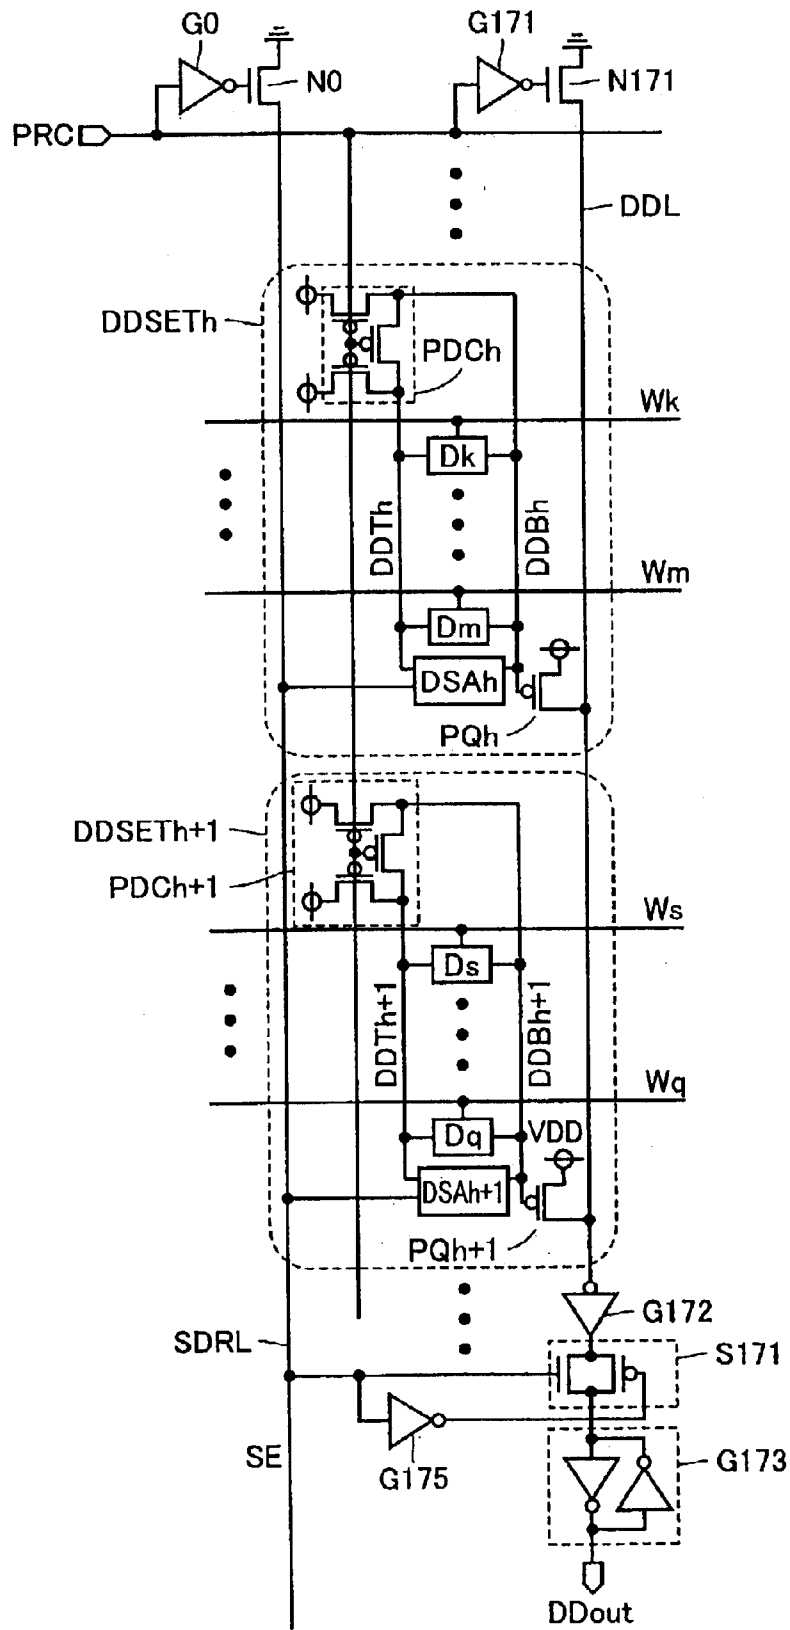 G0
G171
N0
N171
PRC
DDL
DDSETh
PDCh
Wk
Dk
DDTh
DDBh
Wm
Dm
DSAh
PQh
DDSETh+1
PDCh+1
Ws
Ds
DDTh+1
DDBh+1
Wq
Dq
VDD
DSAh+1
PQh+1
G172
SDRL
S171
SE
G175
G173
DDout